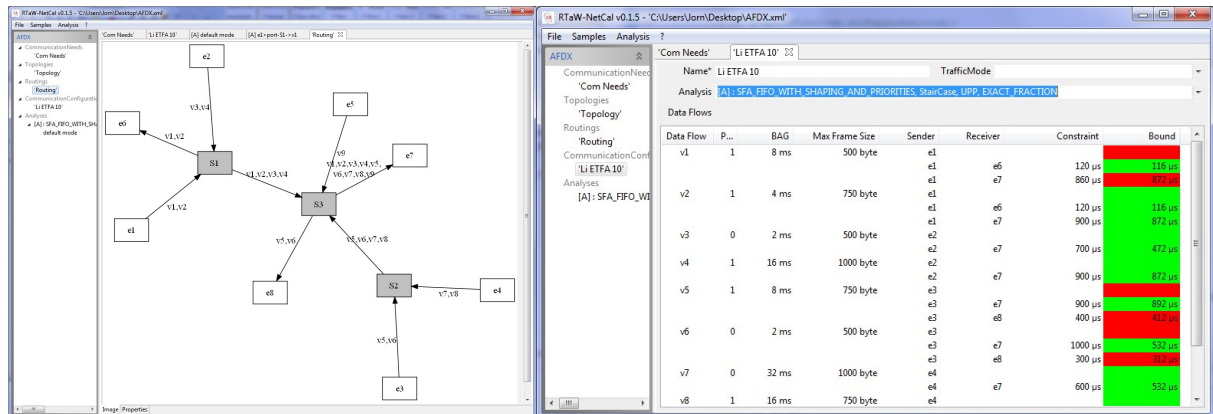 RTaW-NetCal v0.1.5 - 'C:\Users\Jorn\Desktop\AFDX.xml'
File Samples Analysis ?
AFDX
CommunicationNeeds
'Com Needs'
Topologies
'Topology'
Routings
'Routing'
CommunicationConfigurati
'Li ETFA 10'
Analyses
[A] : SFA_FIFO_WITH_SH
default mode
'Com Needs' 'Li ETFA 10' [A] default mode [A] e1>port-S1->v1 'Routing'
e2
v3,v4
e5
e6
v1,v2
v9
e7
S1
v1,v2,v3,v4,v5,
v6,v7,v8,v9
v1,v2,v3,v4
S3
v1,v2
e1
v5,v6
v5,v6,v7,v8
S2
e8
v7,v8
e4
v5,v6
e3
Image Properties
RTaW-NetCal v0.1.5 - 'C:\Users\Jorn\Desktop\AFDX.xml'
File Samples Analysis ?
AFDX
CommunicationNeed
'Com Needs'
Topologies
'Topology'
Routings
'Routing'
CommunicationConf
'Li ETFA 10'
Analyses
[A] : SFA_FIFO_WI
'Com Needs' 'Li ETFA 10'
Name* Li ETFA 10 TrafficMode
Analysis [A] : SFA_FIFO_WITH_SHAPING_AND_PRIORITIES, StairCase, UPP, EXACT_FRACTION
Data Flows
Data Flow P... BAG Max Frame Size Sender Receiver Constraint Bound
v1 1 8 ms 500 byte e1
e1 e6 120 µs 116 µs
e1 e7 860 µs 872 µs
v2 1 4 ms 750 byte e1
e1 e6 120 µs 116 µs
e1 e7 900 µs 872 µs
v3 0 2 ms 500 byte e2
e2 e7 700 µs 472 µs
v4 1 16 ms 1000 byte e2
e2 e7 900 µs 872 µs
v5 1 8 ms 750 byte e3
e3 e7 900 µs 892 µs
e3 e8 400 µs 412 µs
v6 0 2 ms 500 byte e3
e3 e7 1000 µs 532 µs
e3 e8 300 µs 312 µs
v7 0 32 ms 1000 byte e4
e4 e7 600 µs 532 µs
v8 1 16 ms 750 byte e4